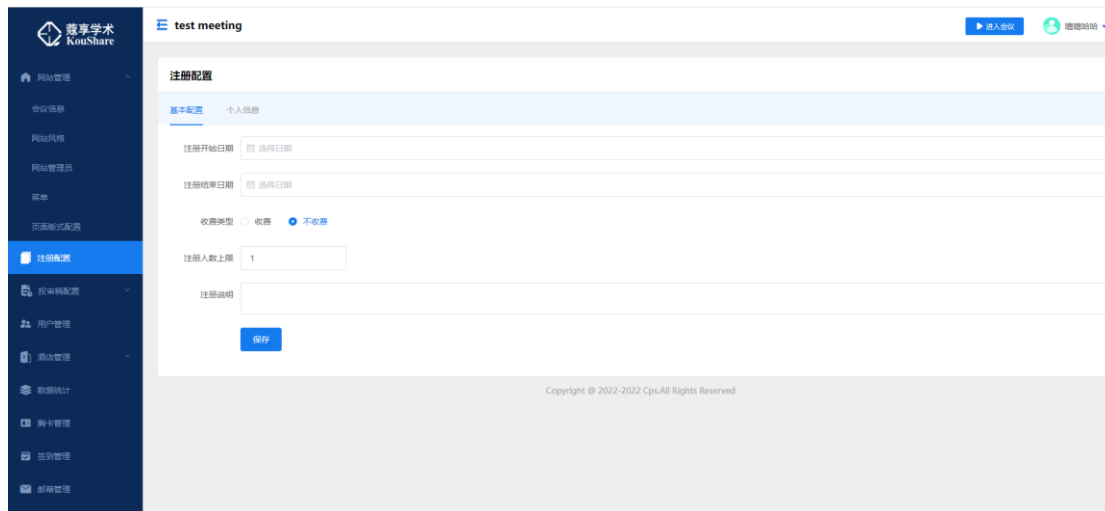 蔻享学术
KouShare
test meeting
进入会议
嘻嘻哈哈
网站管理
会议信息
网站风格
网站管理员
菜单
页面版式配置
注册配置
投审稿配置
用户管理
酒店管理
数据统计
胸卡管理
签到管理
邮箱管理
注册配置
基本配置 个人信息
注册开始日期 选择日期
注册结束日期 选择日期
收费类型 收费 不收费
注册人数上限 1
注册说明
保存
Copyright @ 2022-2022 Cps.All Rights Reserved